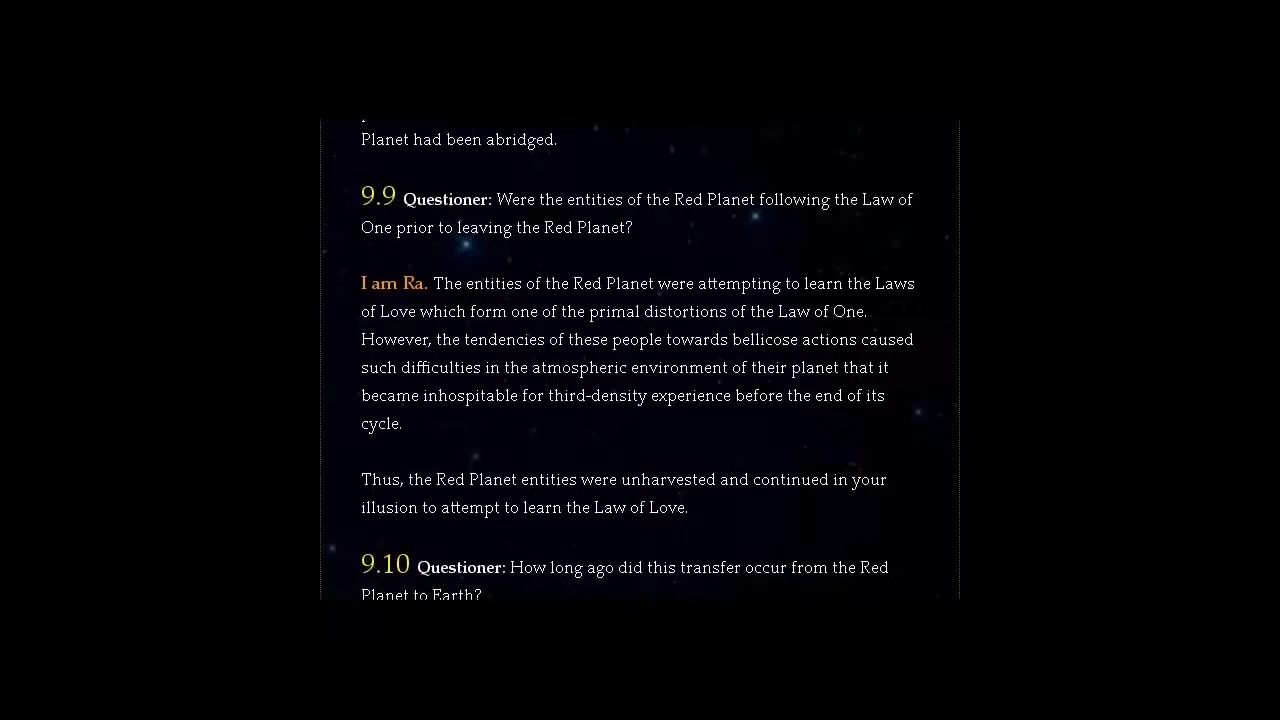 Planet had been abridged.
9.9 Questioner: Were the entities of the Red Planet following the Law of
One prior to leaving the Red Planet?
I am Ra. The entities of the Red Planet were attempting to learn the Laws
of Love which form one of the primal distortions of the Law of One.
However, the tendencies of these people towards bellicose actions caused
such difficulties in the atmospheric environment of their planet that it
became inhospitable for third-density experience before the end of its
cycle.
Thus, the Red Planet entities were unharvested and continued in your
illusion to attempt to learn the Law of Love.
9.10 Questioner: How long ago did this transfer occur from the Red
Planet to Earth?